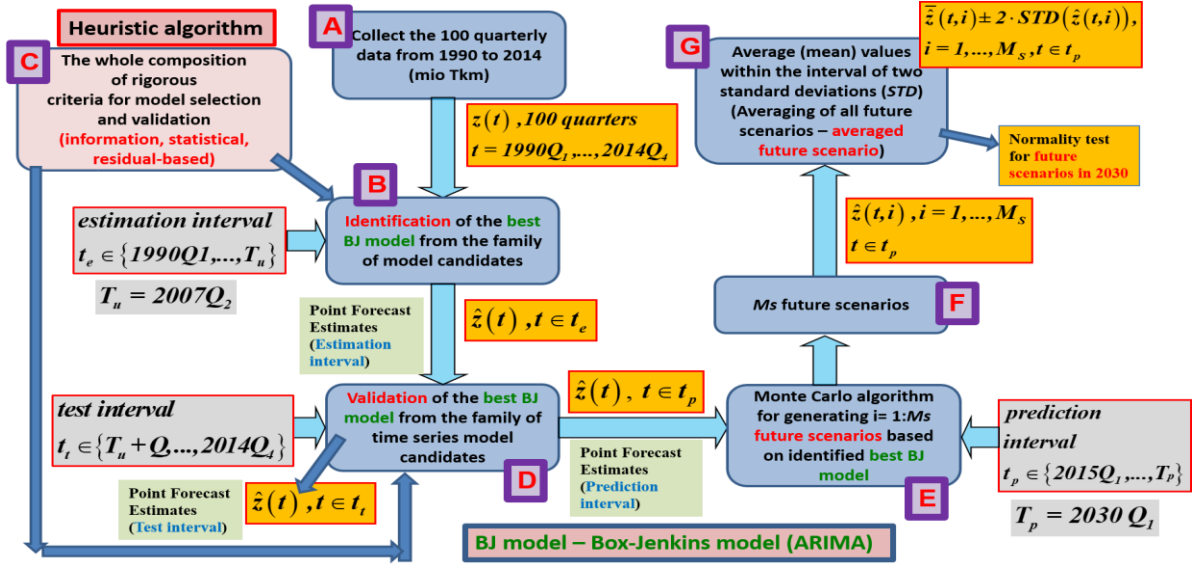 Heuristic algorithm
C
The whole composition
of rigorous
criteria for model selection
and validation
(information, statistical,
residual-based)
A
Collect the 100 quarterly
data from 1990 to 2014
(mio Tkm)
z(t) , 100 quarters
t = 1990Q₁,...,2014Q₄
B
Identification of the best
BJ model from the family
of model candidates
estimation interval
tₑ ∈ {1990Q1,...,Tᵤ}
Tᵤ = 2007Q₂
Point Forecast
Estimates
(Estimation
interval)
ẑ(t) , t ∈ tₑ
test interval
tₜ ∈ {Tᵤ + Q,...,2014Q₄}
Validation of the best BJ
model from the family of
time series model
candidates
D
Point Forecast
Estimates
(Test interval)
ẑ(t) , t ∈ tₜ
ẑ(t) , t ∈ tₚ
Point Forecast
Estimates
(Prediction
interval)
Monte Carlo algorithm
for generating i= 1:Ms
future scenarios based
on identified best BJ
model
E
prediction
interval
tₚ ∈ {2015Q₁,...,Tₚ}
Tₚ = 2030 Q₁
Ms future scenarios
F
ẑ(t,i) , i = 1,...,M_S
t ∈ tₚ
G
Average (mean) values
within the interval of two
standard deviations (STD)
(Averaging of all future
scenarios – averaged
future scenario)
z̄̂(t,i) ± 2 · STD(ẑ(t,i)),
i = 1,...,M_S , t ∈ tₚ
Normality test
for future
scenarios in 2030
BJ model – Box-Jenkins model (ARIMA)